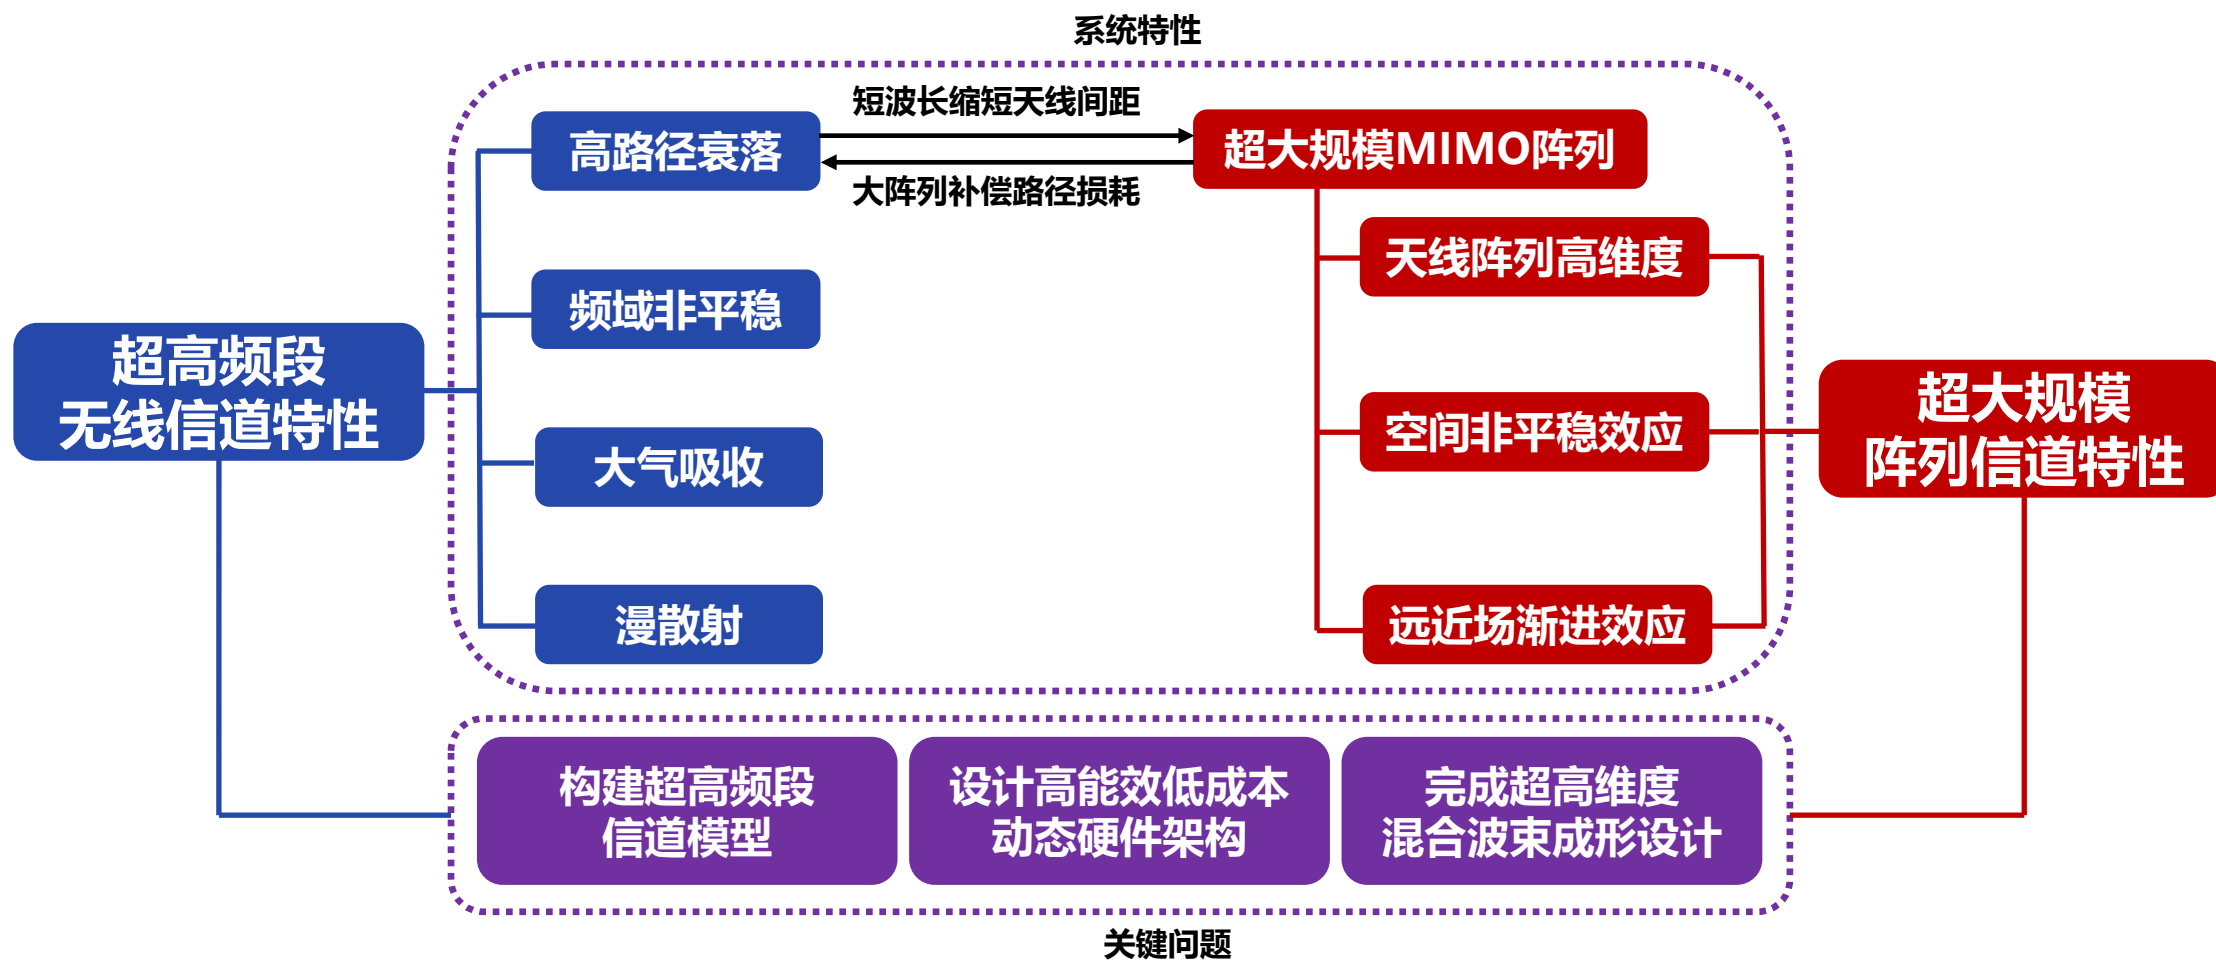 系统特性
短波长缩短天线间距
高路径衰落
超大规模MIMO阵列
大阵列补偿路径损耗
天线阵列高维度
频域非平稳
超高频段
无线信道特性
空间非平稳效应
超大规模
阵列信道特性
大气吸收
漫散射
远近场渐进效应
构建超高频段
信道模型
设计高能效低成本
动态硬件架构
完成超高维度
混合波束成形设计
关键问题